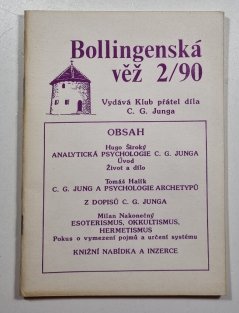 Bollingenská
věž 2/90
Vydává Klub přátel díla
C. G. Junga
OBSAH
Hugo Široký
ANALYTICKÁ PSYCHOLOGIE C. G. JUNGA
Úvod
Život a dílo
Tomáš Halík
C. G. JUNG A PSYCHOLOGIE ARCHETYPŮ
Z DOPISŮ C. G. JUNGA
Milan Nakonečný
ESOTERISMUS, OKKULTISMUS,
HERMETISMUS
Pokus o vymezení pojmů a určení systému
KNIŽNÍ NABÍDKA A INZERCE